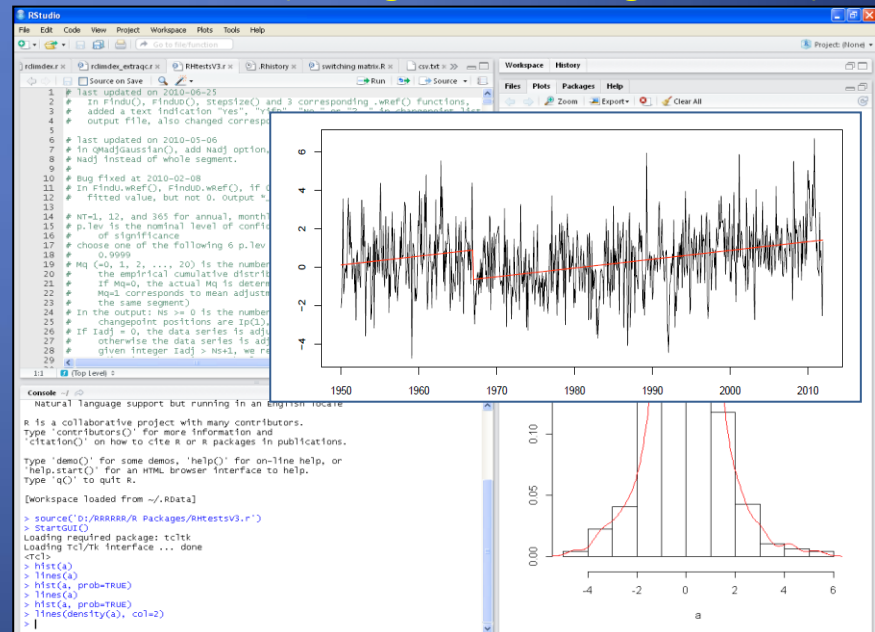 RStudio
File Edit Code View Project Workspace Plots Tools Help
Go to file/function
Project: (None)
rclimdex.r
rclimdex_extraqc.r
RHtestsV3.r
.Rhistory
switching matrix.R
csv.txt
Source on Save
Run
Source
1 # last updated on 2010-06-25
2 # In FindU(), FindUD(), StepSize() and 3 corresponding .wRef() functions,
3 # added a text indication "Yes",
4 # output file, also changed
5
6 # last updated on 2010-05-06
7 # in QMadjGaussian(), add Nadj option,
8 # Nadj instead of whole segment.
9 #
10 # Bug fixed at 2010-02-08
11 # In FindU.wRef(), FindUD.wRef(), if
12 # fitted value, but not 0. Output
13
14 # NT=1, 12, and 365 for annual,
15 # p.lev is the nominal level of
16 # of significance
17 # choose one of the following 6 p.lev
18 # 0.9999
19 # Mq (=0, 1, 2, ..., 20) is the number
20 # the empirical cumulative
21 # If Mq=0, the actual Mq is
22 # Mq=1 corresponds to mean
23 # the same segment)
24 # In the output: Ns >= 0 is the number
25 # changepoint positions are Ip(1),
26 # If Iadj = 0, the data series is
27 # otherwise the data series is
28 # given integer Iadj > Ns+1, we
29
1:1 (Top Level)
Console ~/
Natural language support but running in an English locale
R is a collaborative project with many contributors.
Type 'contributors()' for more information and
'citation()' on how to cite R or R packages in publications.
Type 'demo()' for some demos, 'help()' for on-line help, or
'help.start()' for an HTML browser interface to help.
Type 'q()' to quit R.
[Workspace loaded from ~/.RData]
> source('D:/RRRRRR/R Packages/RHtestsV3.r')
> StartGUI()
Loading required package: tcltk
Loading Tcl/Tk interface ... done
<Tcl>
> hist(a)
> lines(a)
> hist(a, prob=TRUE)
> lines(a)
> hist(a, prob=TRUE)
> lines(density(a), col=2)
>
Workspace History
Files Plots Packages Help
Zoom Export Clear All
6
4
2
0
-2
-4
1950 1960 1970 1980 1990 2000 2010
0.10
0.05
0.00
-4 -2 0 2 4 6
a